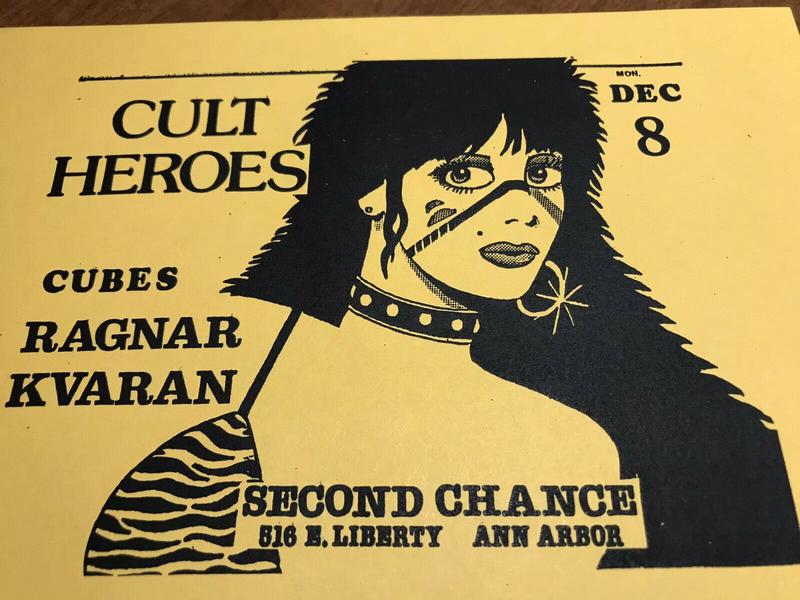 CULT
HEROES
MON.
DEC
8
CUBES
RAGNAR
KVARAN
SECOND CHANCE
516 E. LIBERTY ANN ARBOR